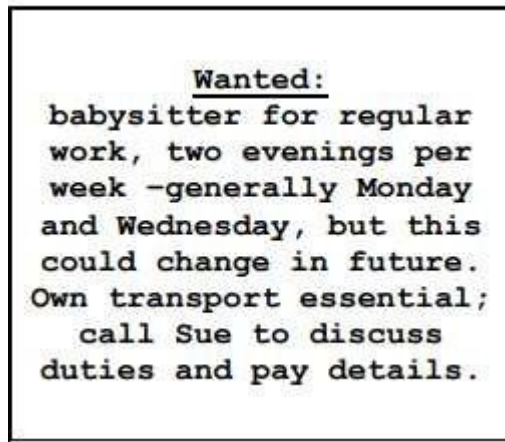 Wanted:
babysitter for regular
work, two evenings per
week –generally Monday
and Wednesday, but this
could change in future.
Own transport essential;
call Sue to discuss
duties and pay details.